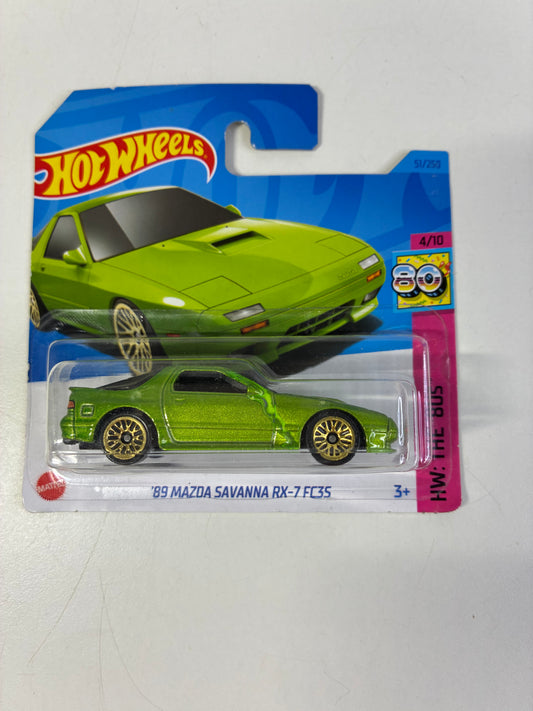 HOT WHEELS
51/250
4/10
80
HW: THE '80S
MATTEL
'89 MAZDA SAVANNA RX-7 FC3S
3+